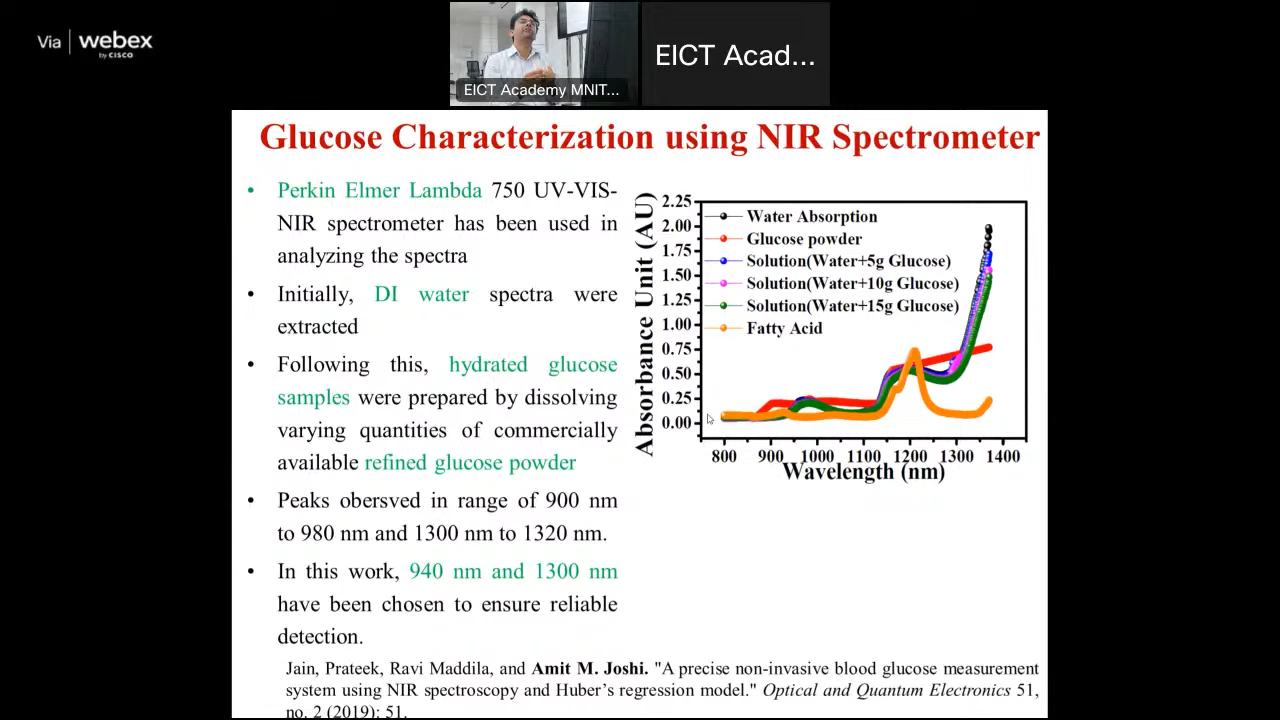 Via | webex
by CISCO
EICT Academy MNIT...
EICT Acad...
Glucose Characterization using NIR Spectrometer
• Perkin Elmer Lambda 750 UV-VIS-
NIR spectrometer has been used in
analyzing the spectra
• Initially, DI water spectra were
extracted
• Following this, hydrated glucose
samples were prepared by dissolving
varying quantities of commercially
available refined glucose powder
• Peaks obersved in range of 900 nm
to 980 nm and 1300 nm to 1320 nm.
• In this work, 940 nm and 1300 nm
have been chosen to ensure reliable
detection.
Absorbance Unit (AU)
2.25
2.00
1.75
1.50
1.25
1.00
0.75
0.50
0.25
0.00
Water Absorption
Glucose powder
Solution(Water+5g Glucose)
Solution(Water+10g Glucose)
Solution(Water+15g Glucose)
Fatty Acid
800 900 1000 1100 1200 1300 1400
Wavelength (nm)
Jain, Prateek, Ravi Maddila, and Amit M. Joshi. "A precise non-invasive blood glucose measurement
system using NIR spectroscopy and Huber's regression model." Optical and Quantum Electronics 51,
no. 2 (2019): 51.